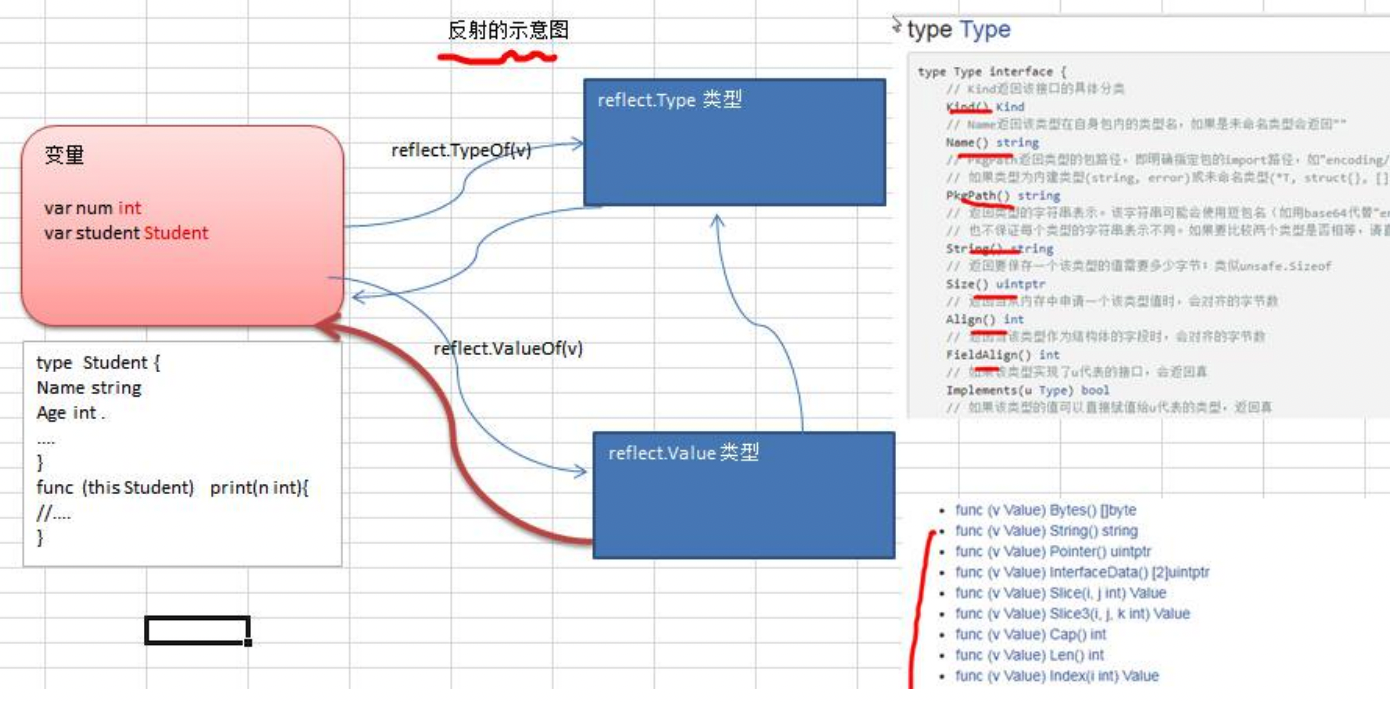 反射的示意图
变量
var num int
var student Student
type Student {
Name string
Age int .
....
}
func (this Student) print(n int){
//....
}
reflect.TypeOf(v)
reflect.ValueOf(v)
reflect.Type 类型
reflect.Value 类型
type Type
type Type interface {
// Kind返回该接口的具体分类
Kind() Kind
// Name返回该类型在自身包内的类型名，如果是未命名类型会返回""
Name() string
// PkgPath返回类型的包路径，即明确指定包的import路径，如"encoding/
// 如果类型为内建类型(string, error)或未命名类型(*T, struct{}, []
PkgPath() string
// 返回类型的字符串表示。该字符串可能会使用短包名（如用base64代替"en
// 也不保证每个类型的字符串表示不同。如果要比较两个类型是否相等，请直
String() string
// 返回要保存一个该类型的值需要多少字节；类似unsafe.Sizeof
Size() uintptr
// 返回当从内存中申请一个该类型值时，会对齐的字节数
Align() int
// 返回当该类型作为结构体的字段时，会对齐的字节数
FieldAlign() int
// 如果该类型实现了u代表的接口，会返回真
Implements(u Type) bool
// 如果该类型的值可以直接赋值给u代表的类型，返回真
• func (v Value) Bytes() []byte
• func (v Value) String() string
• func (v Value) Pointer() uintptr
• func (v Value) InterfaceData() [2]uintptr
• func (v Value) Slice(i, j int) Value
• func (v Value) Slice3(i, j, k int) Value
• func (v Value) Cap() int
• func (v Value) Len() int
• func (v Value) Index(i int) Value